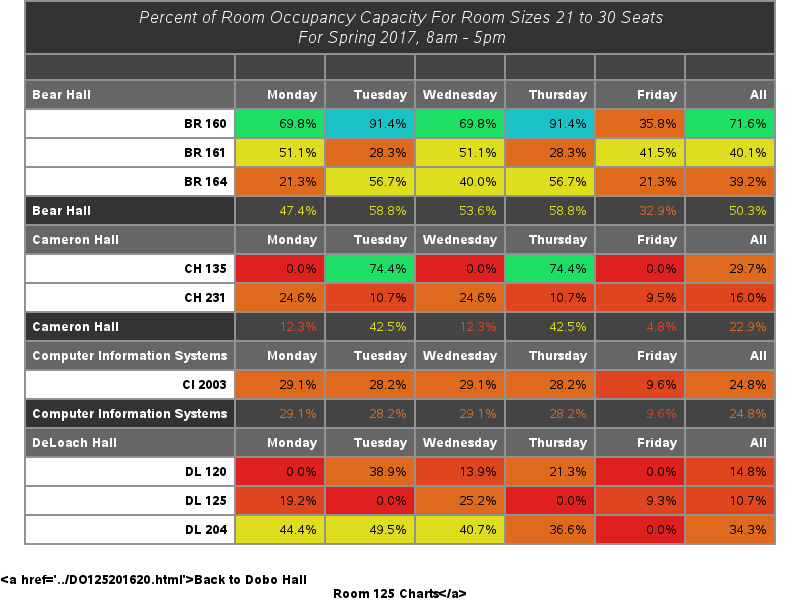 Percent of Room Occupancy Capacity For Room Sizes 21 to 30 Seats
For Spring 2017, 8am - 5pm
Bear Hall Monday Tuesday Wednesday Thursday Friday All
BR 160 69.8% 91.4% 69.8% 91.4% 35.8% 71.6%
BR 161 51.1% 28.3% 51.1% 28.3% 41.5% 40.1%
BR 164 21.3% 56.7% 40.0% 56.7% 21.3% 39.2%
Bear Hall 47.4% 58.8% 53.6% 58.8% 32.9% 50.3%
Cameron Hall Monday Tuesday Wednesday Thursday Friday All
CH 135 0.0% 74.4% 0.0% 74.4% 0.0% 29.7%
CH 231 24.6% 10.7% 24.6% 10.7% 9.5% 16.0%
Cameron Hall 12.3% 42.5% 12.3% 42.5% 4.8% 22.9%
Computer Information Systems Monday Tuesday Wednesday Thursday Friday All
CI 2003 29.1% 28.2% 29.1% 28.2% 9.6% 24.8%
Computer Information Systems 29.1% 28.2% 29.1% 28.2% 9.6% 24.8%
DeLoach Hall Monday Tuesday Wednesday Thursday Friday All
DL 120 0.0% 38.9% 13.9% 21.3% 0.0% 14.8%
DL 125 19.2% 0.0% 25.2% 0.0% 9.3% 10.7%
DL 204 44.4% 49.5% 40.7% 36.6% 0.0% 34.3%
<a href='../DO125201620.html'>Back to Dobo Hall
Room 125 Charts</a>